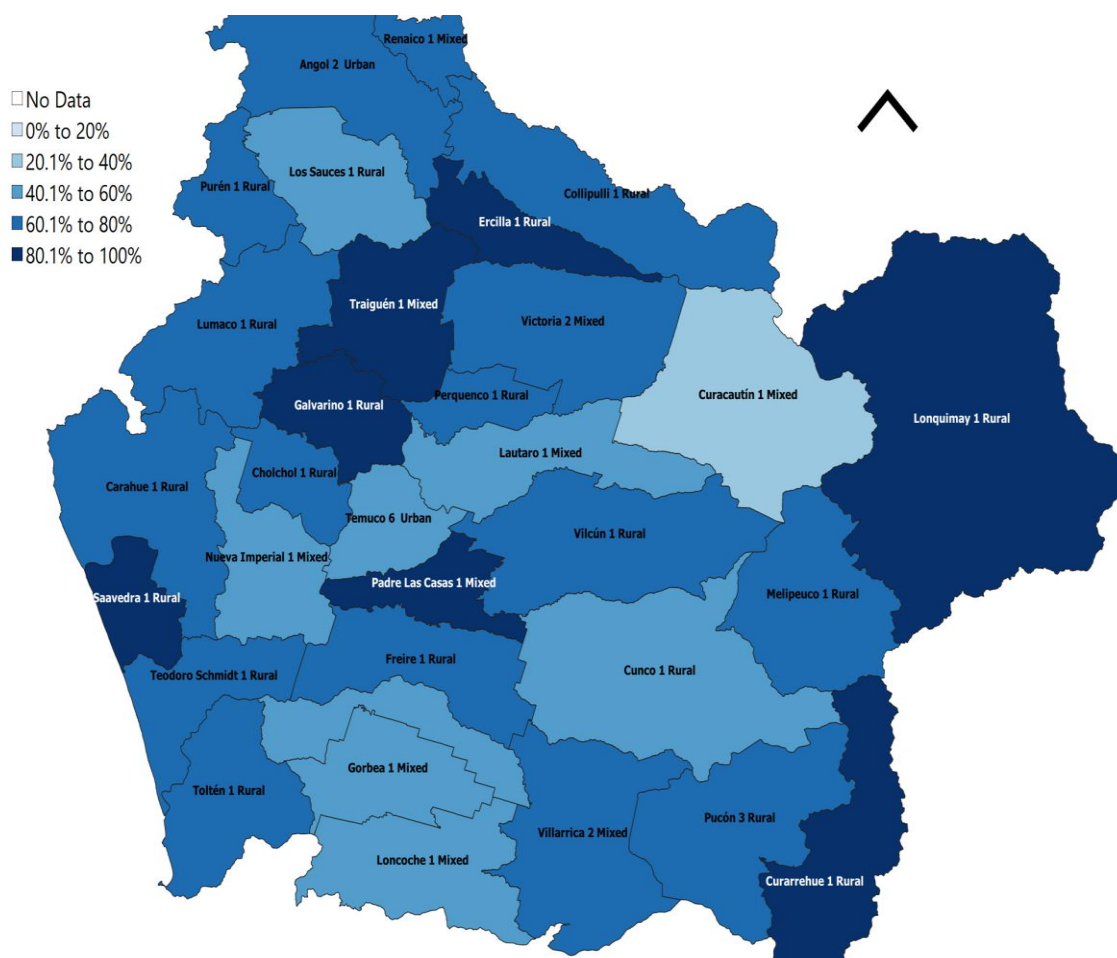 Renaico 1 Mixed
Angol 2 Urban
No Data
0% to 20%
20.1% to 40%
40.1% to 60%
60.1% to 80%
80.1% to 100%
Los Sauces 1 Rural
Purén 1 Rural
Collipulli 1 Rural
Ercilla 1 Rural
Traiguén 1 Mixed
Victoria 2 Mixed
Lumaco 1 Rural
Galvarino 1 Rural
Perquenco 1 Rural
Curacautín 1 Mixed
Lonquimay 1 Rural
Lautaro 1 Mixed
Cholchol 1 Rural
Carahue 1 Rural
Temuco 6 Urban
Vilcún 1 Rural
Nueva Imperial 1 Mixed
Padre Las Casas 1 Mixed
Saavedra 1 Rural
Melipeuco 1 Rural
Freire 1 Rural
Cunco 1 Rural
Teodoro Schmidt 1 Rural
Gorbea 1 Mixed
Toltén 1 Rural
Pucón 3 Rural
Villarrica 2 Mixed
Loncoche 1 Mixed
Curarrehue 1 Rural